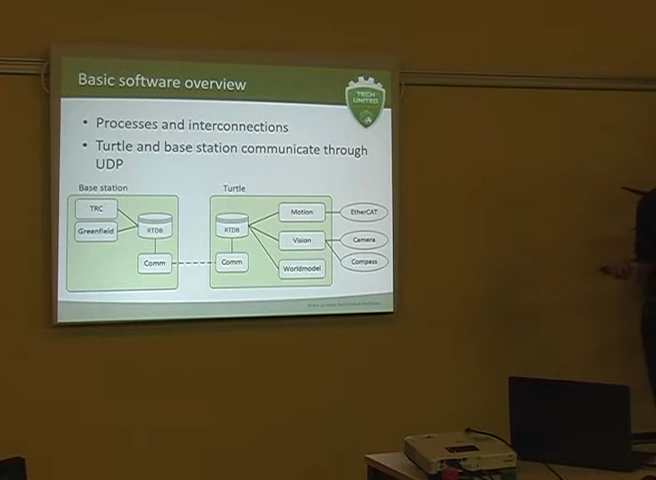 Basic software overview
TECH
UNITED
• Processes and interconnections
• Turtle and base station communicate through
UDP
Base station
Turtle
TRC
Greenfield
RTDB
Comm
RTDB
Comm
Motion
Vision
Worldmodel
EtherCAT
Camera
Compass